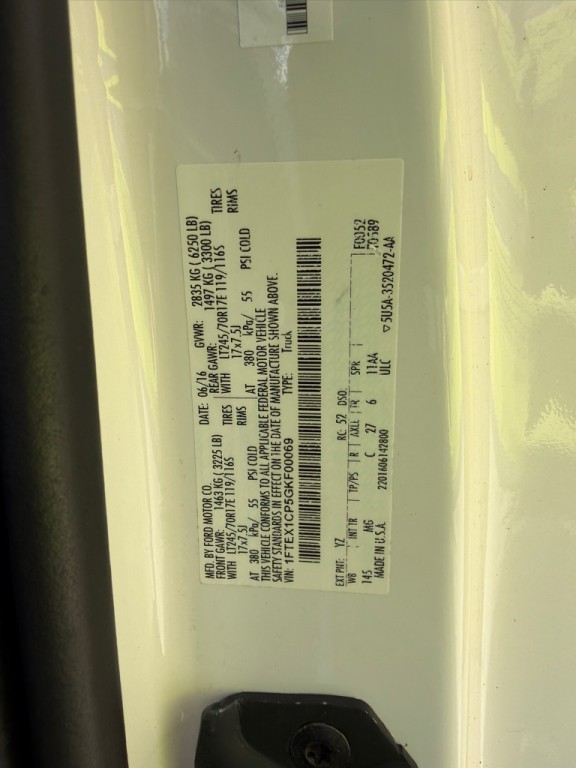 MFD. BY FORD MOTOR CO. DATE: 06/16 GVWR: 2835 KG ( 6250 LB)
FRONT GAWR: 1463 KG ( 3225 LB) REAR GAWR: 1497 KG ( 3300 LB)
WITH LT245/70R17E 119/116S TIRES WITH LT245/70R17E 119/116S TIRES
17x7.5J RIMS 17x7.5J RIMS
AT 380 kPa/ 55 PSI COLD AT 380 kPa/ 55 PSI COLD
THIS VEHICLE CONFORMS TO ALL APPLICABLE FEDERAL MOTOR VEHICLE
SAFETY STANDARDS IN EFFECT ON THE DATE OF MANUFACTURE SHOWN ABOVE.
VIN: 1FTEX1CP5GKF00069 TYPE: Truck
EXT PNT: YZ RC: 52 DSO: F0052
WB INT TR TP/PS R AXLE TR SPR 70589
145 MG C 27 6 11A4
ULC
MADE IN U.S.A. 2201606142800 ▽5U5A-3520472-AA